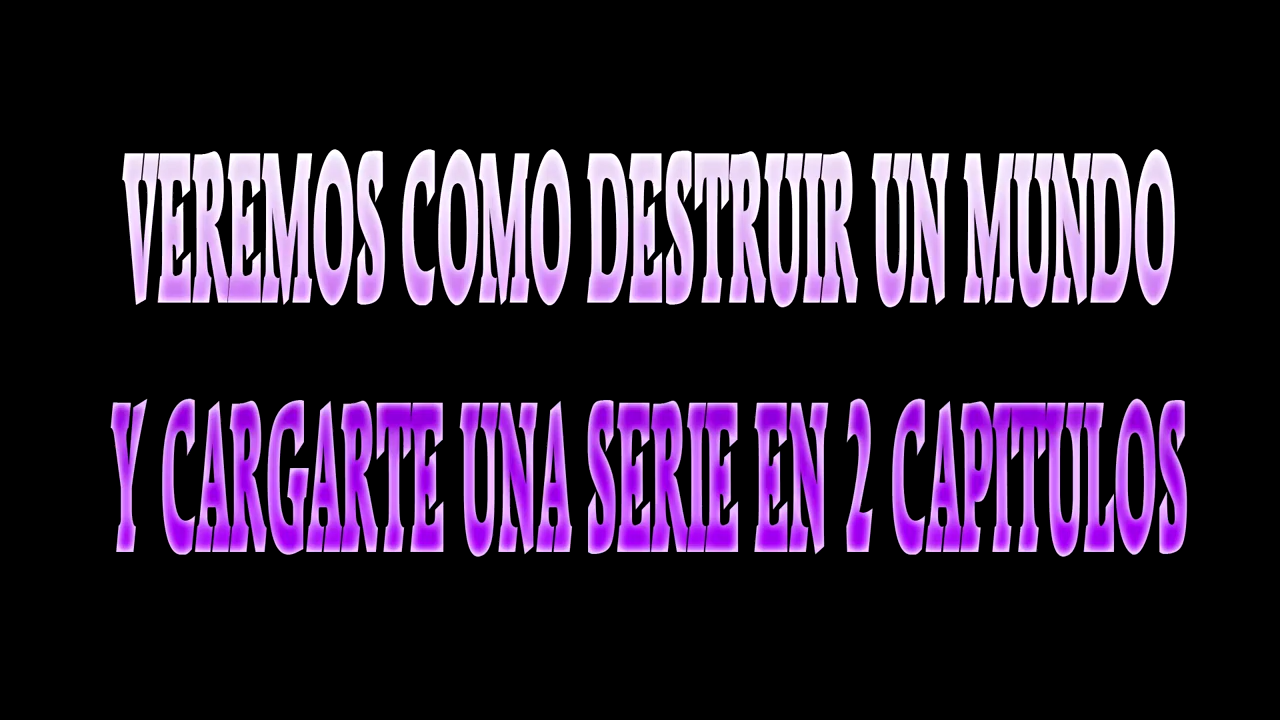 VEREMOS COMO DESTRUIR UN MUNDO
Y CARGARTE UNA SERIE EN 2 CAPITULOS